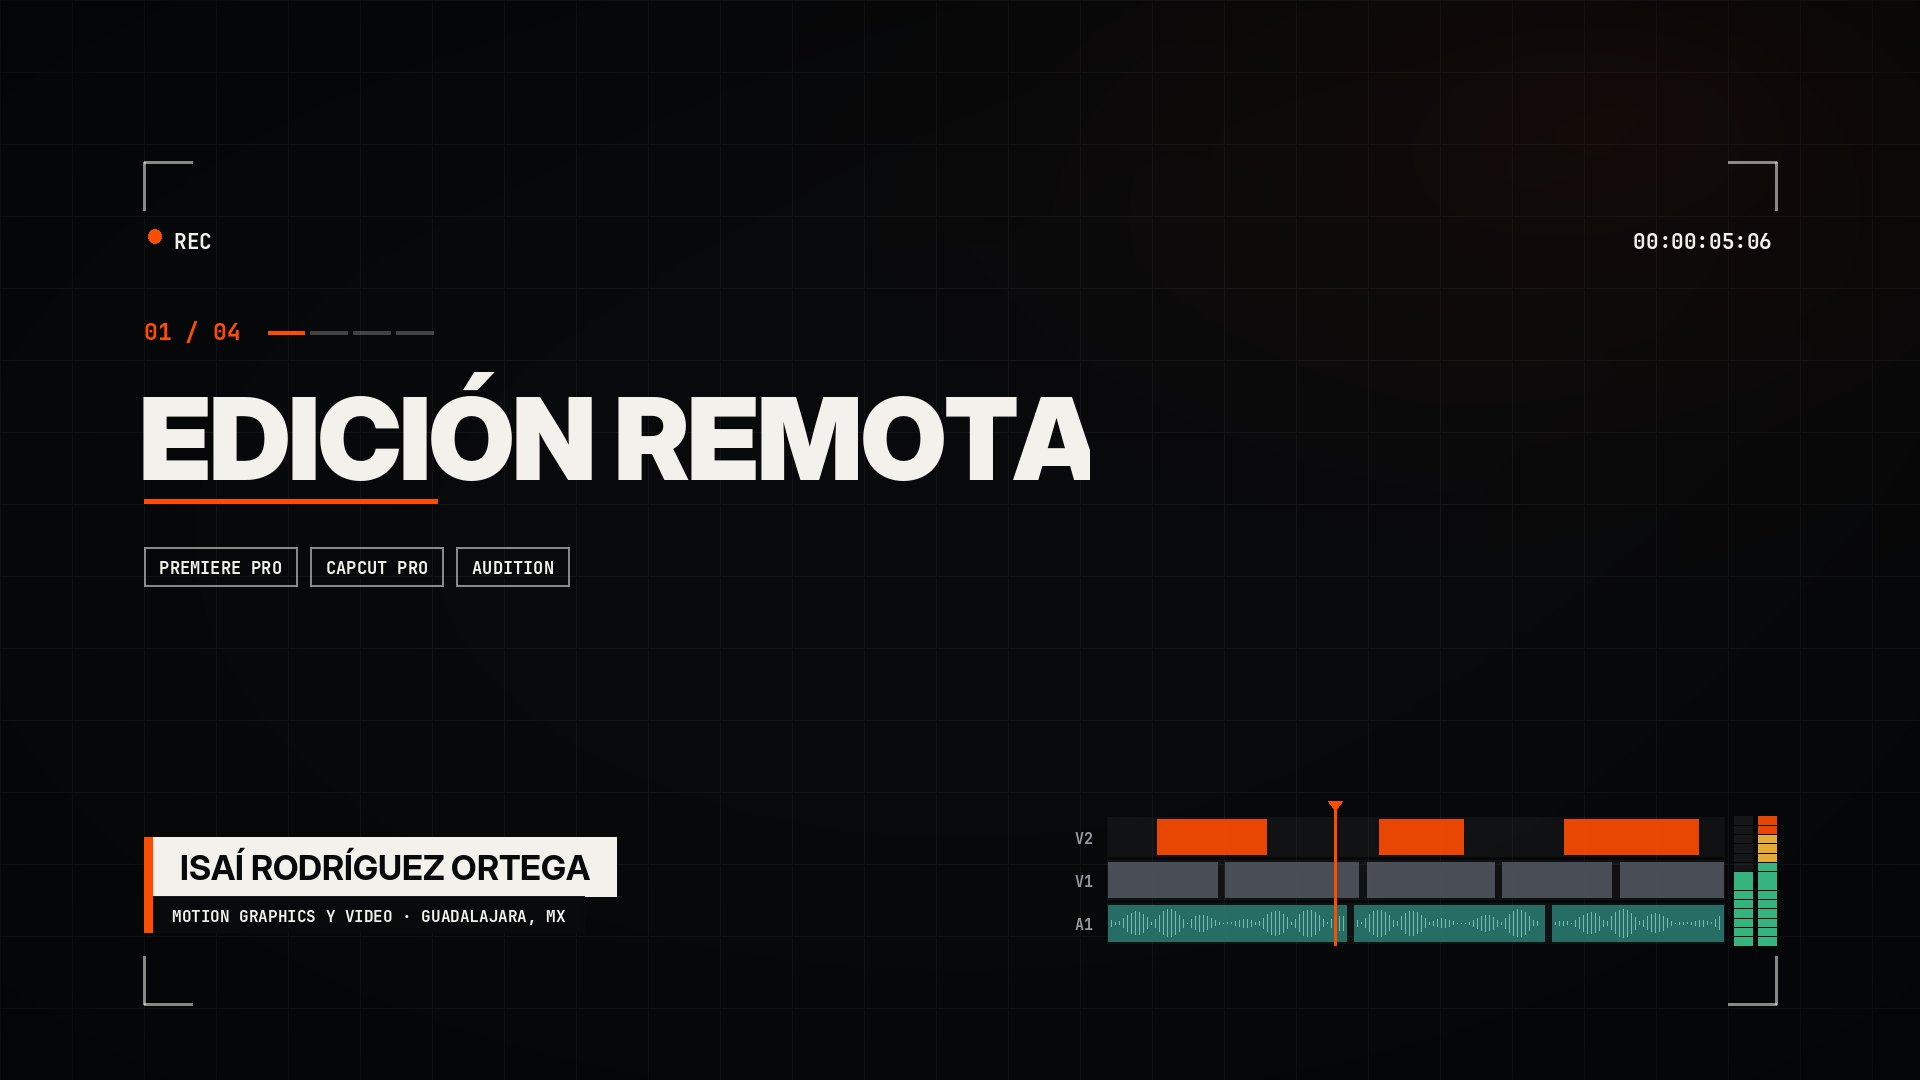 REC
00:00:05:06
01 / 04
EDICIÓN REMOTA
PREMIERE PRO
CAPCUT PRO
AUDITION
ISAÍ RODRÍGUEZ ORTEGA
MOTION GRAPHICS Y VIDEO · GUADALAJARA, MX
V2
V1
A1